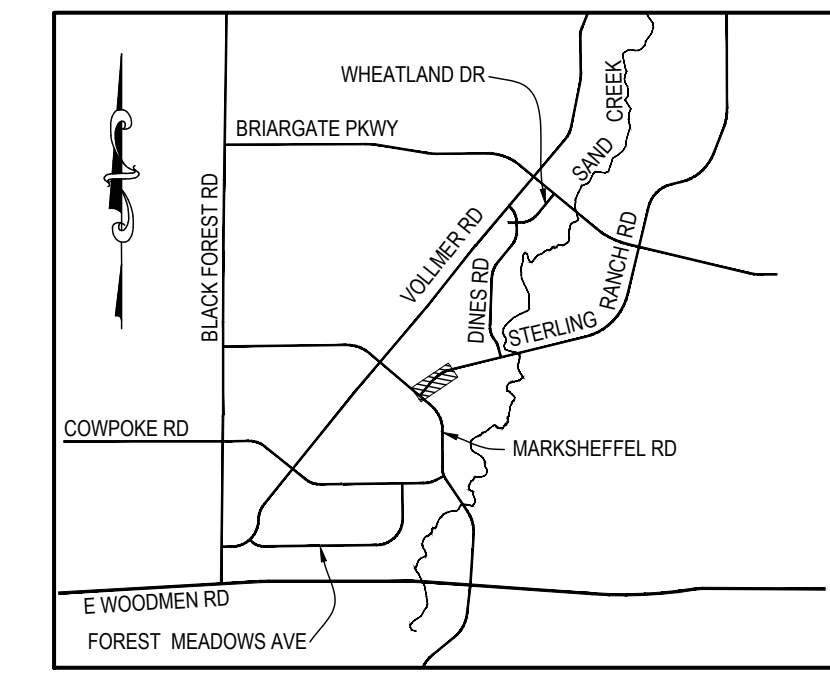 WHEATLAND DR
SAND CREEK
BRIARGATE PKWY
BLACK FOREST RD
VOLLMER RD
DINES RD
STERLING RANCH RD
COWPOKE RD
MARKSHEFFEL RD
E WOODMEN RD
FOREST MEADOWS AVE